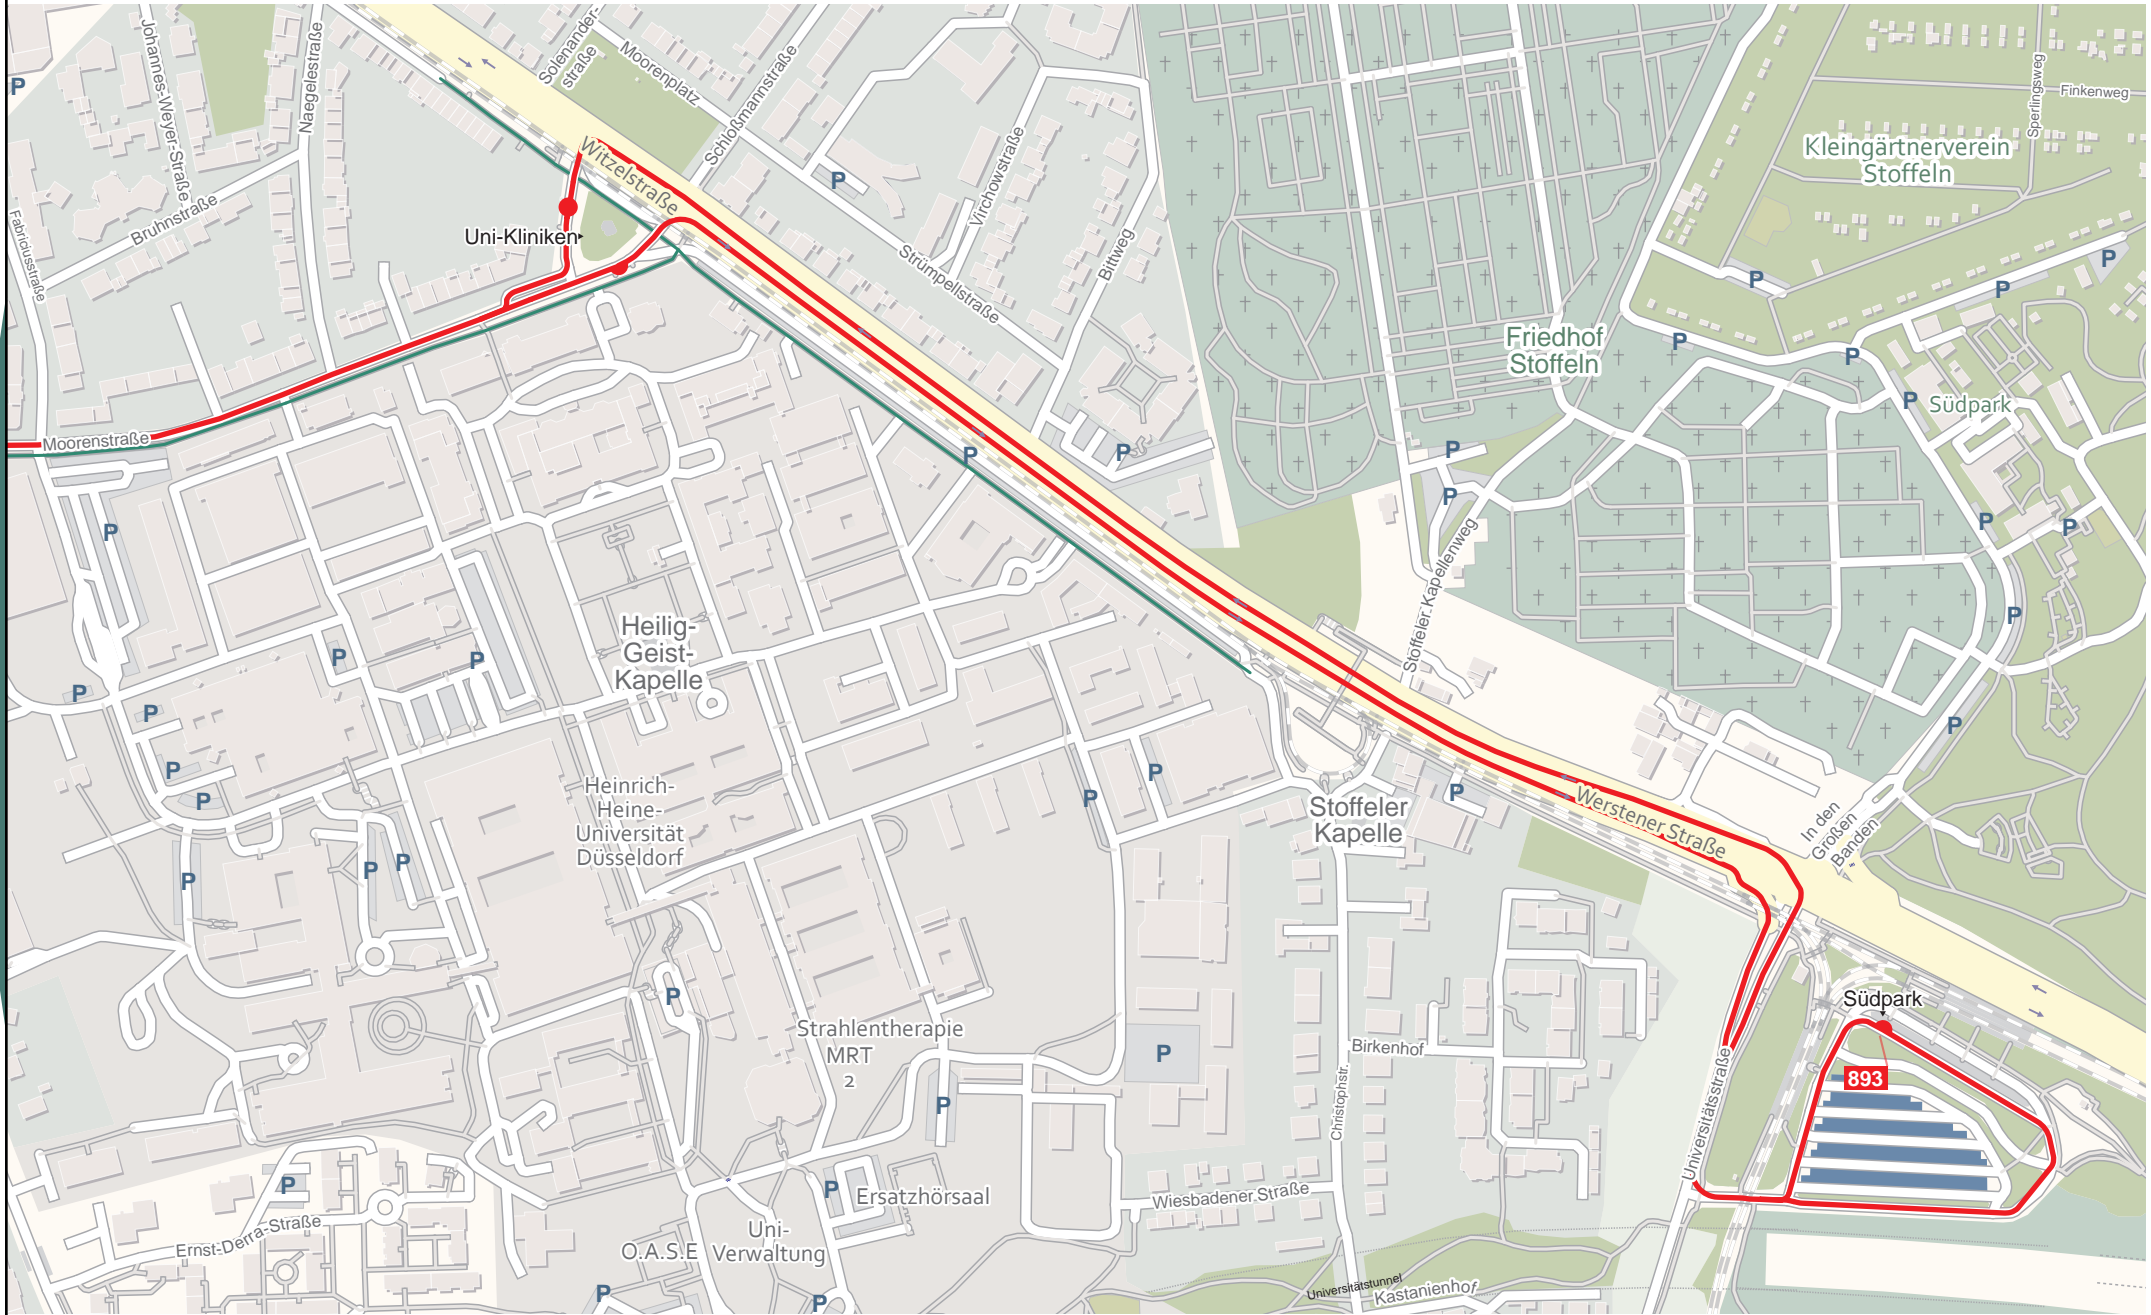 Johannes-Weyer-Straße
Naegelestraße
Solenander-
straße
Moorenplatz
Schloßmannstraße
Sperlingsweg
Finkenweg
Kleingärtnerverein
Stoffeln
P
P
Witzelstraße
Virchowstraße
Bruhnstraße
Fabriciusstraße
Uni-Kliniken
Strümpellstraße
Bittweg
P
P
P
Friedhof
Stoffeln
P
P
P
Südpark
Moorenstraße
P
P
P
P
P
P
P
Stoffeler Kapellenweg
P
Heilig-
Geist-
Kapelle
P
P
P
P
P
P
P
P
P
P
P
Heinrich-
Heine-
Universität
Düsseldorf
Stoffeler
Kapelle
Werstener Straße
In den
Großen
Banden
P
P
P
P
Südpark
Strahlentherapie
MRT
2
P
Birkenhof
893
P
Christophstr.
Universitätsstraße
P
P
Ersatzhörsaal
Wiesbadener Straße
Ernst-Derra-Straße
Uni-
Verwaltung
O.A.S.E
Universitätstunnel
Kastanienhof
P
P